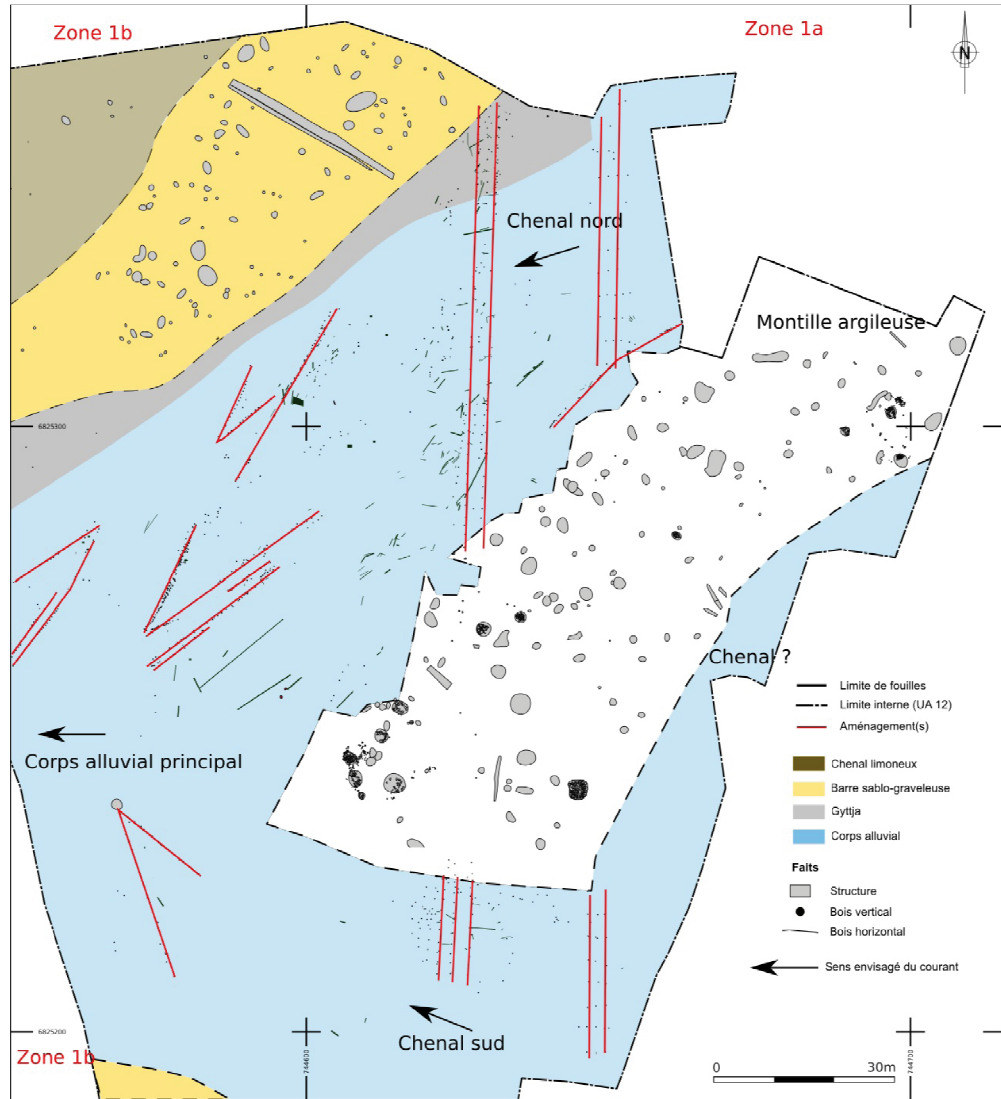 Zone 1b
Zone 1a
N
Chenal nord
Montille argileuse
6825300
Chenal ?
Corps alluvial principal
Limite de fouilles
Limite interne (UA 12)
Aménagement(s)
Chenal limoneux
Barre sablo-graveleuse
Gyttja
Corps alluvial
Faits
Structure
Bois vertical
Bois horizontal
Sens envisagé du courant
6825200
Chenal sud
Zone 1b
744600
744700
0
30m